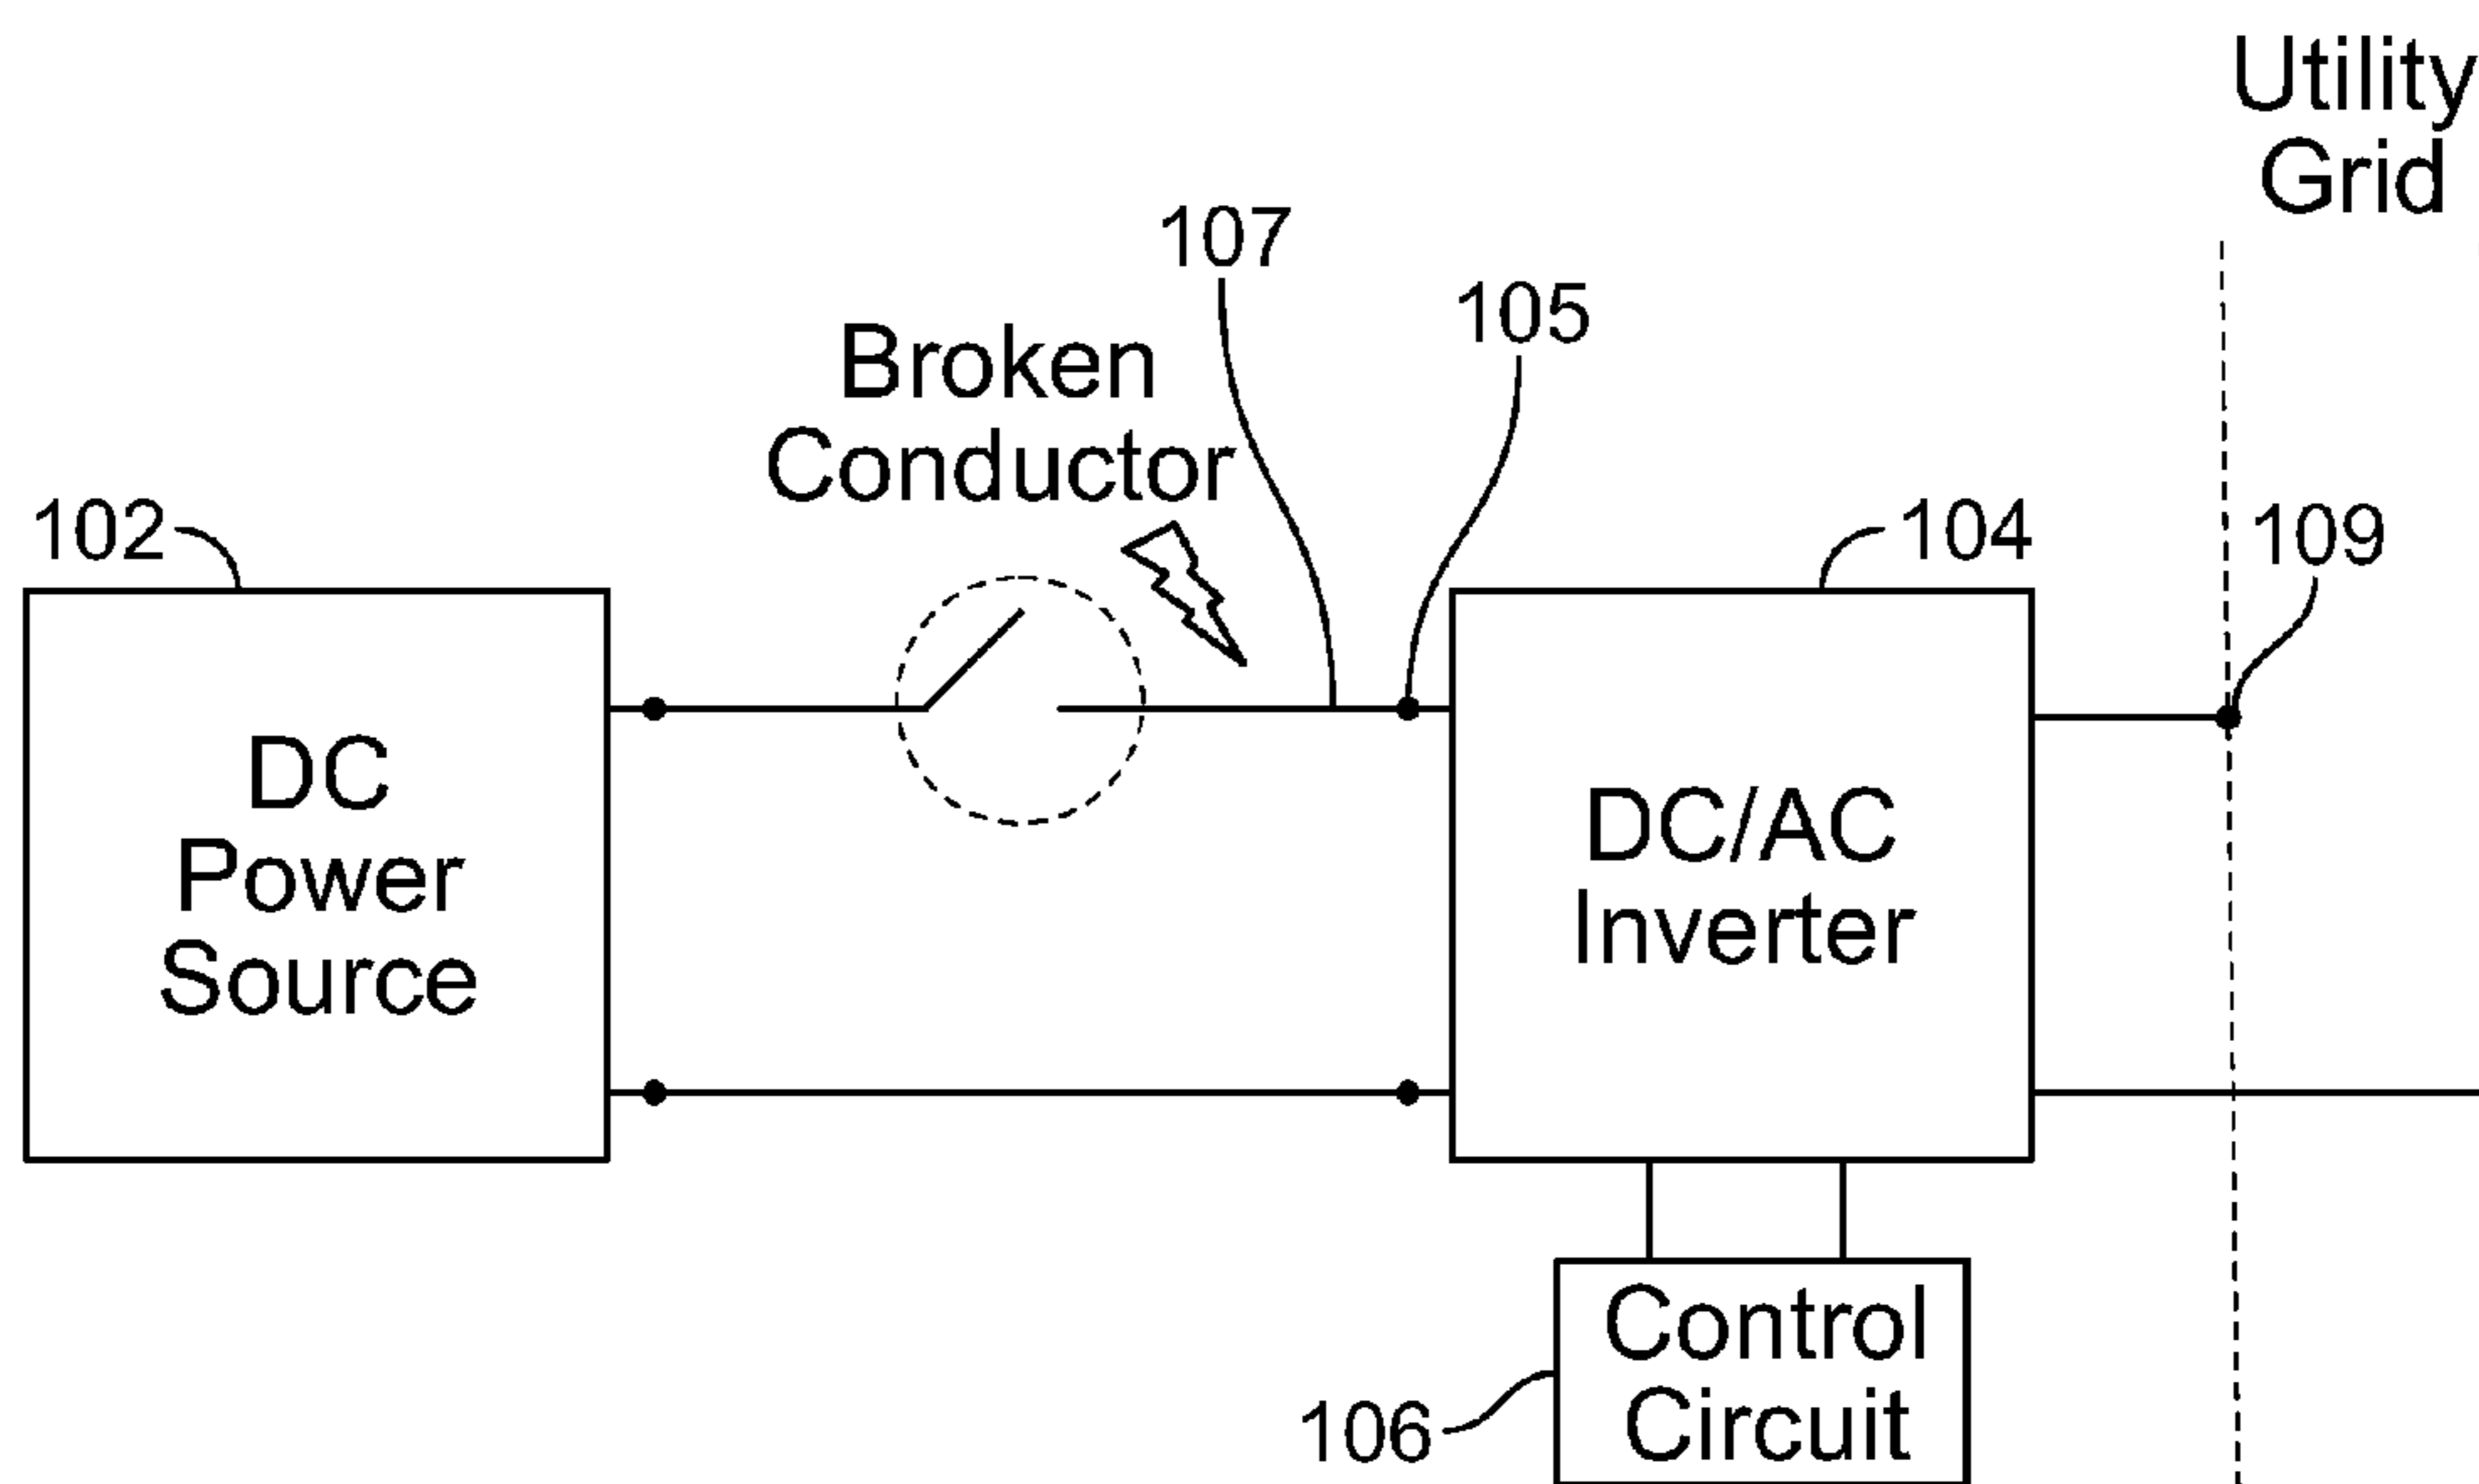 Utility
Grid
107
105
Broken
Conductor
102
104
109
DC
Power
Source
DC/AC
Inverter
Control
Circuit
106